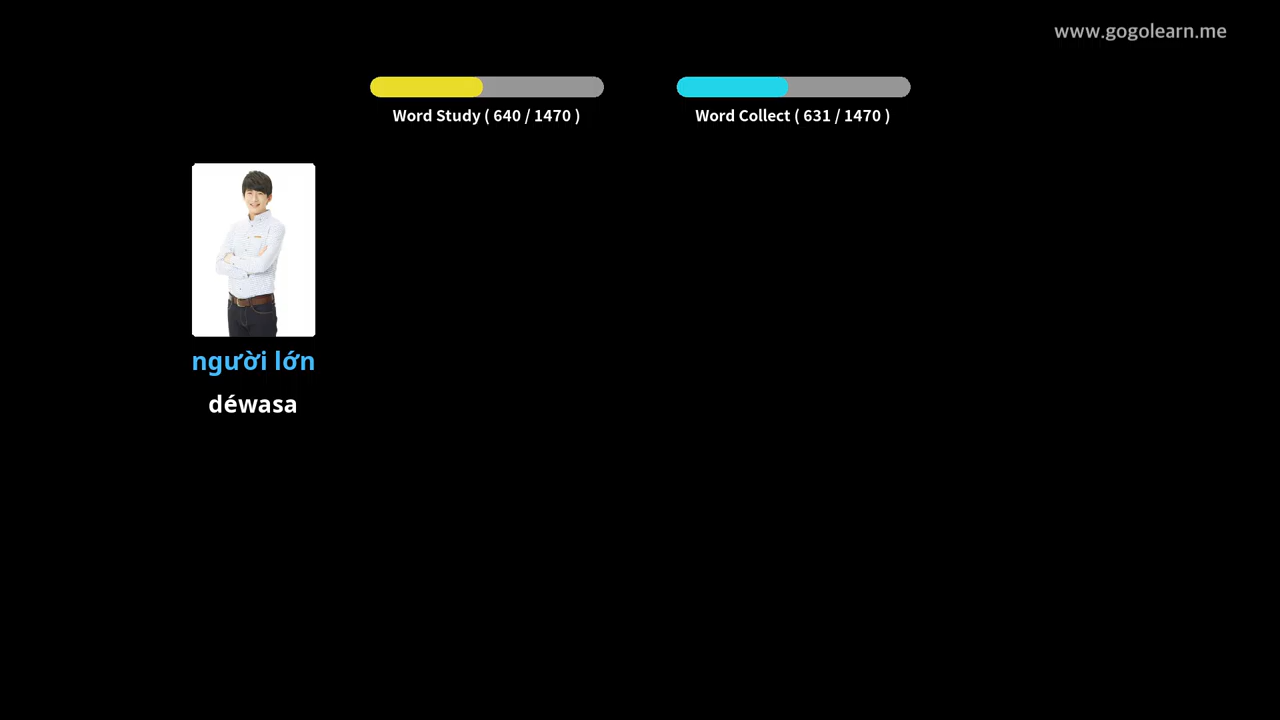 www.gogolearn.me
Word Study ( 640 / 1470 )
Word Collect ( 631 / 1470 )
người lớn
déwasa